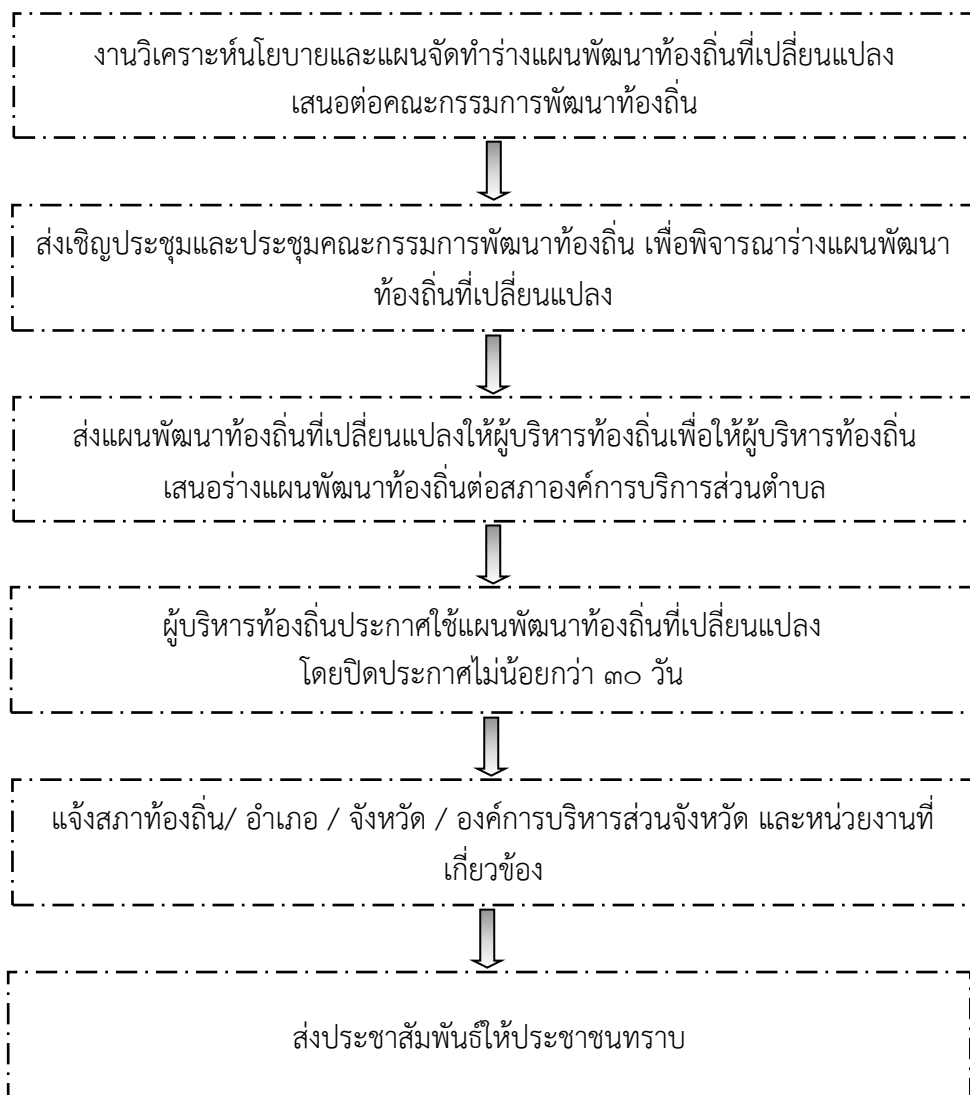 งานวิเคราะห์นโยบายและแผนจัดทำร่างแผนพัฒนาท้องถิ่นที่เปลี่ยนแปลง
เสนอต่อคณะกรรมการพัฒนาท้องถิ่น
ส่งเชิญประชุมและประชุมคณะกรรมการพัฒนาท้องถิ่น เพื่อพิจารณาร่างแผนพัฒนา
ท้องถิ่นที่เปลี่ยนแปลง
ส่งแผนพัฒนาท้องถิ่นที่เปลี่ยนแปลงให้ผู้บริหารท้องถิ่นเพื่อให้ผู้บริหารท้องถิ่น
เสนอร่างแผนพัฒนาท้องถิ่นต่อสภาองค์การบริการส่วนตำบล
ผู้บริหารท้องถิ่นประกาศใช้แผนพัฒนาท้องถิ่นที่เปลี่ยนแปลง
โดยปิดประกาศไม่น้อยกว่า ๓๐ วัน
แจ้งสภาท้องถิ่น/ อำเภอ / จังหวัด / องค์การบริหารส่วนจังหวัด และหน่วยงานที่
เกี่ยวข้อง
ส่งประชาสัมพันธ์ให้ประชาชนทราบ